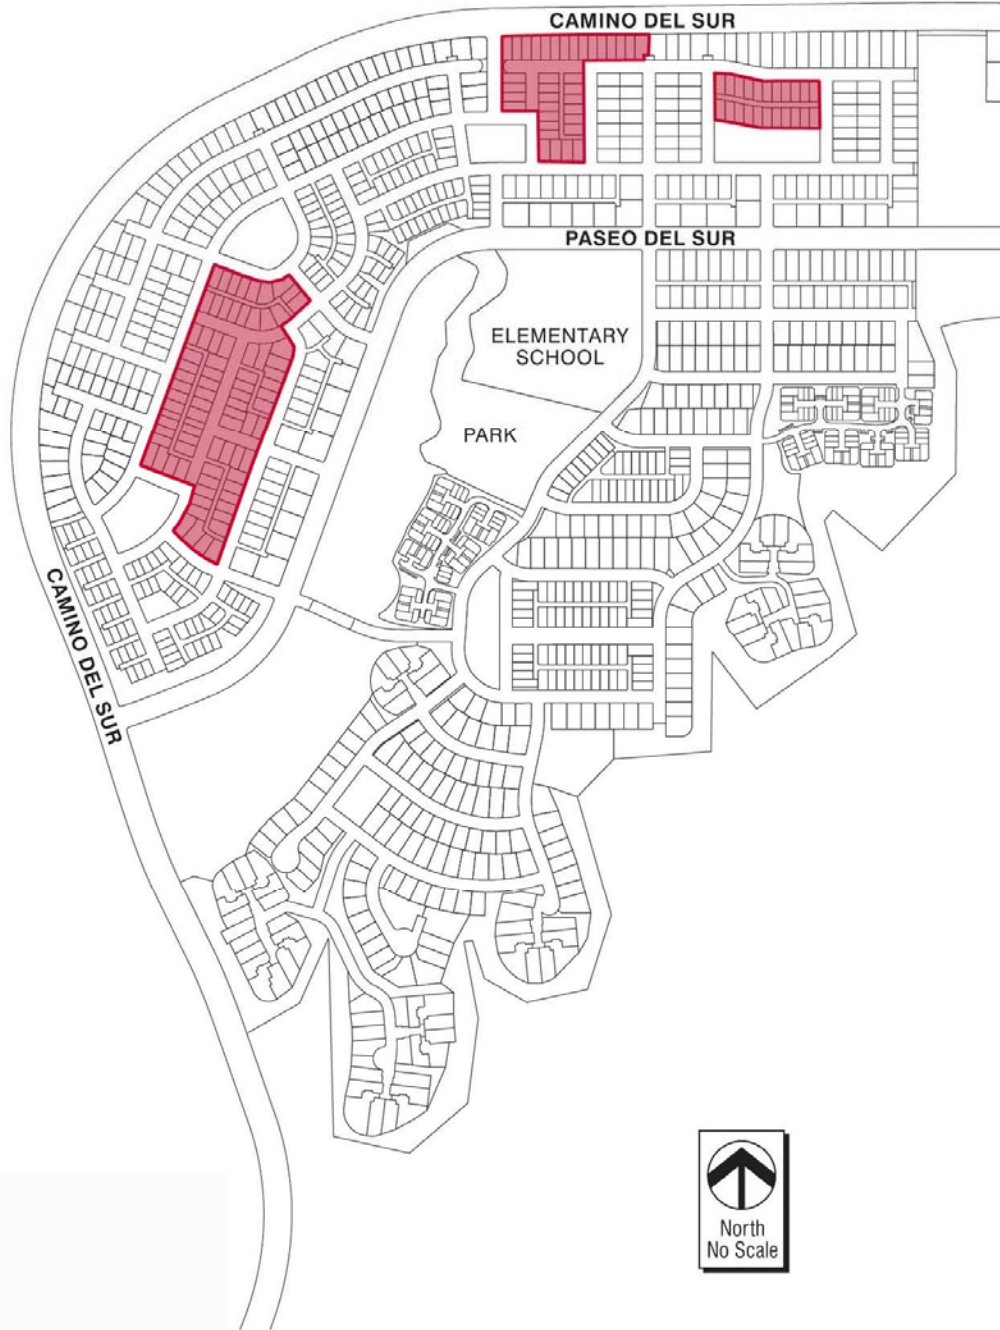 CAMINO DEL SUR
PASEO DEL SUR
ELEMENTARY
SCHOOL
PARK
CAMINO DEL SUR
North
No Scale